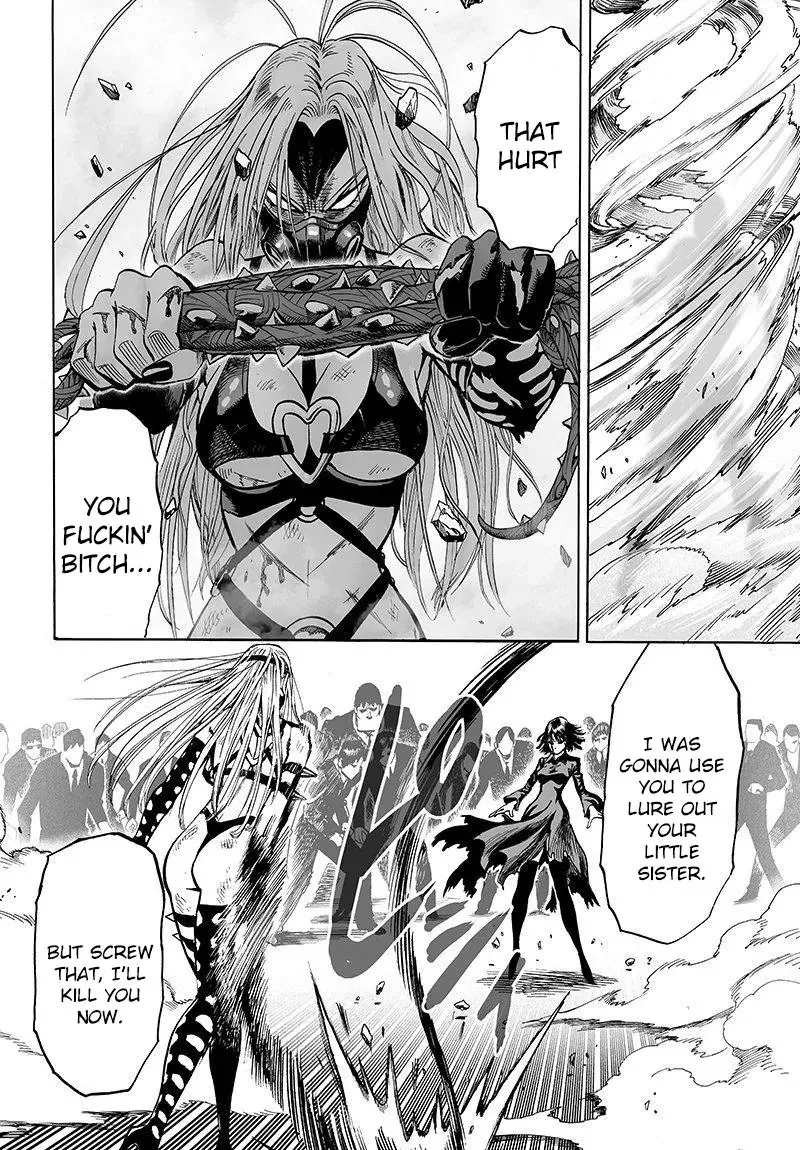 THAT
HURT
YOU
FUCKIN'
BITCH...
I WAS
GONNA USE
YOU TO
LURE OUT
YOUR
LITTLE
SISTER.
BUT SCREW
THAT, I'LL
KILL YOU
NOW.